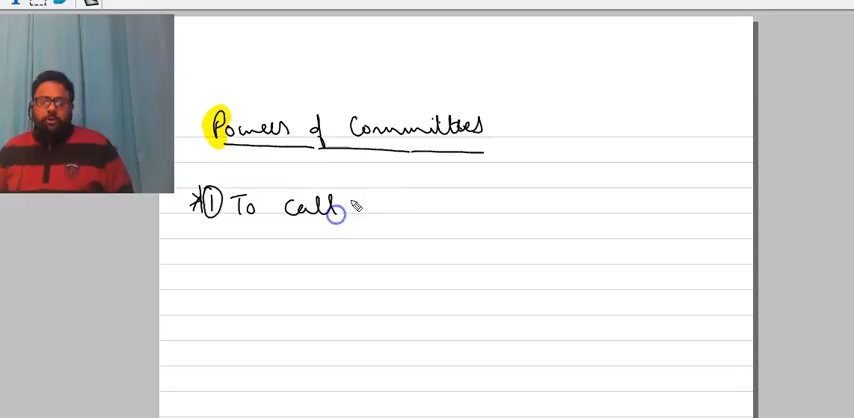 Powers of Committees
*① To call